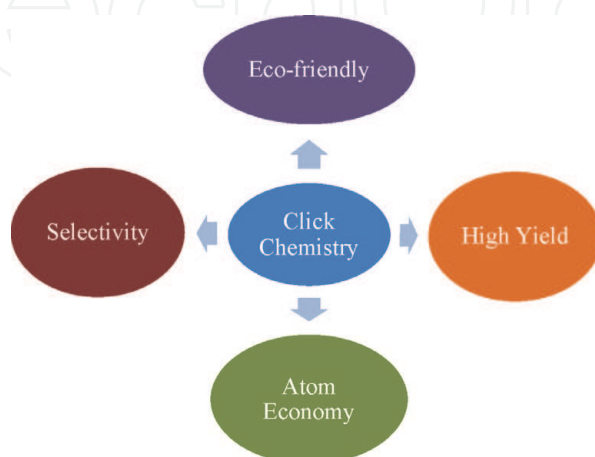 Eco-friendly
Selectivity
Click
Chemistry
High Yield
Atom
Economy